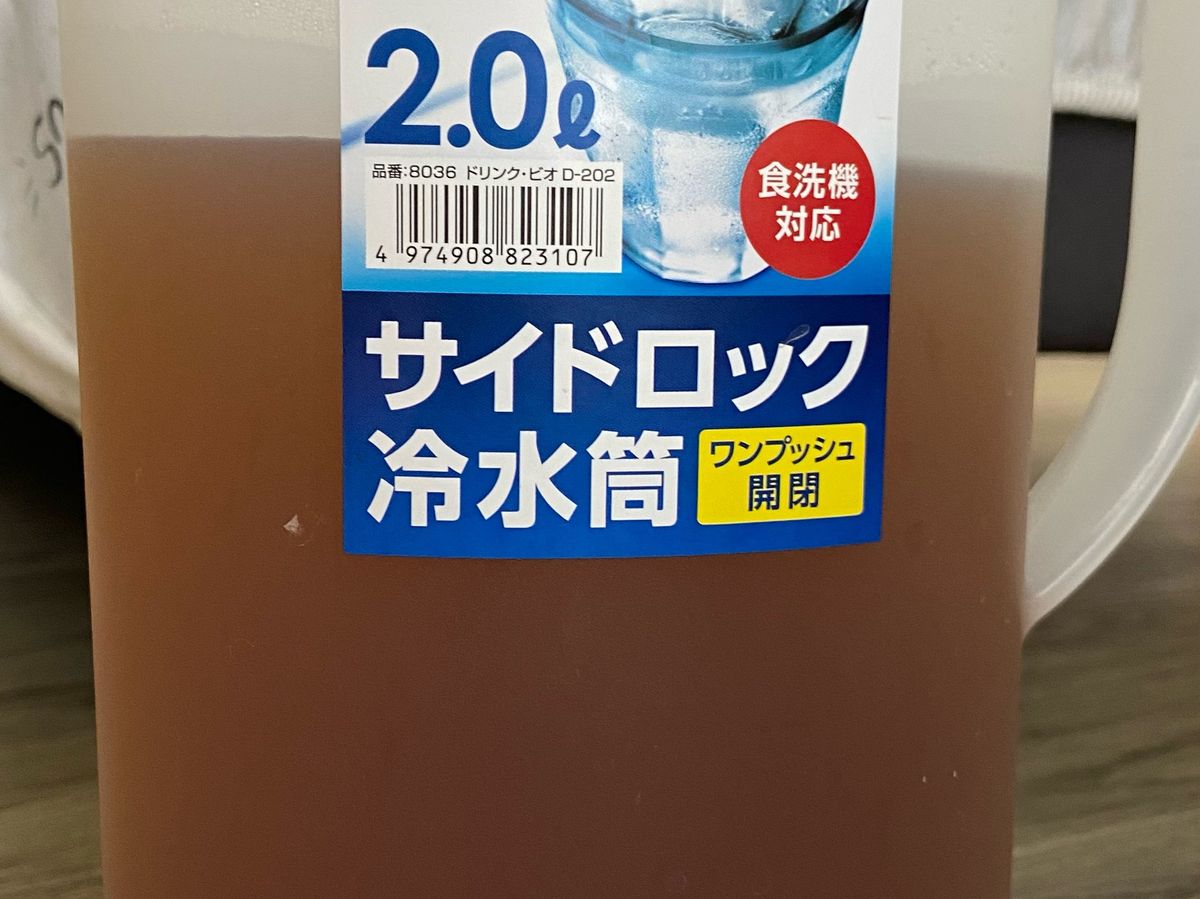 2.0ℓ
品番:8036 ドリンク・ビオ D-202
4 974908 823107
食洗機
対応
サイドロック
冷水筒
ワンプッシュ
開閉